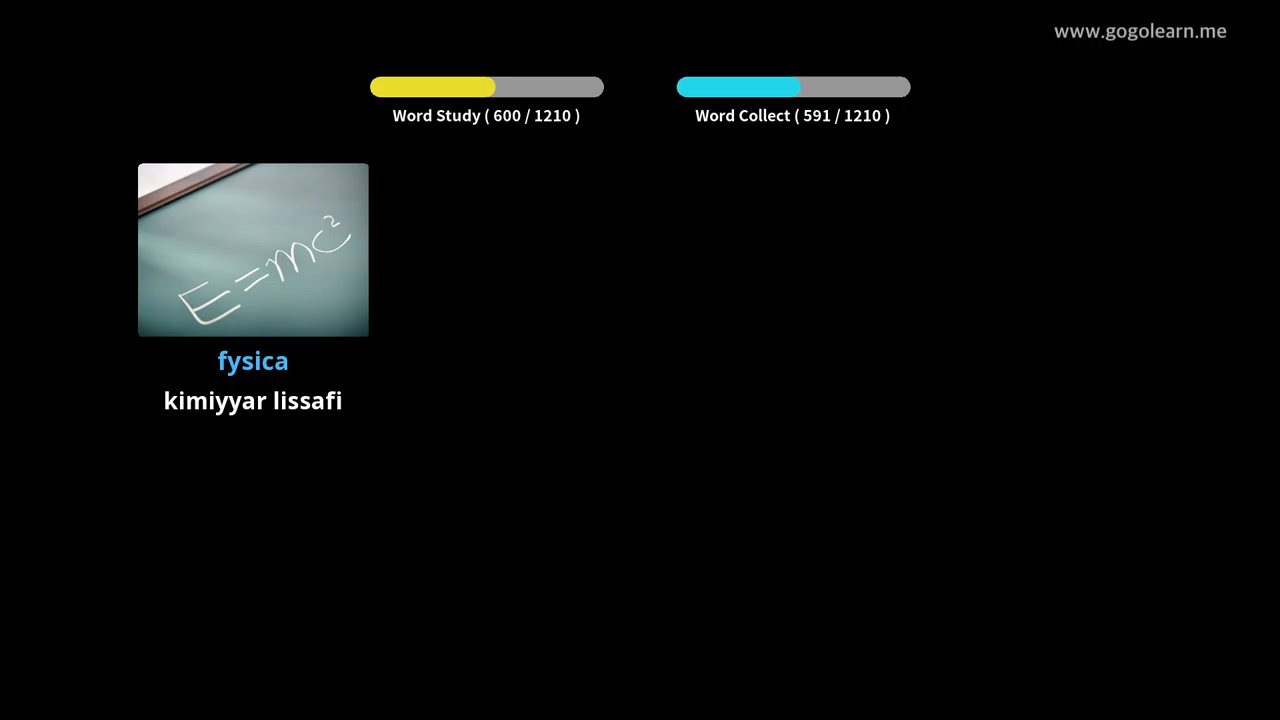 www.gogolearn.me
Word Study ( 600 / 1210 )
Word Collect ( 591 / 1210 )
E=mc²
fysica
kimiyyar lissafi